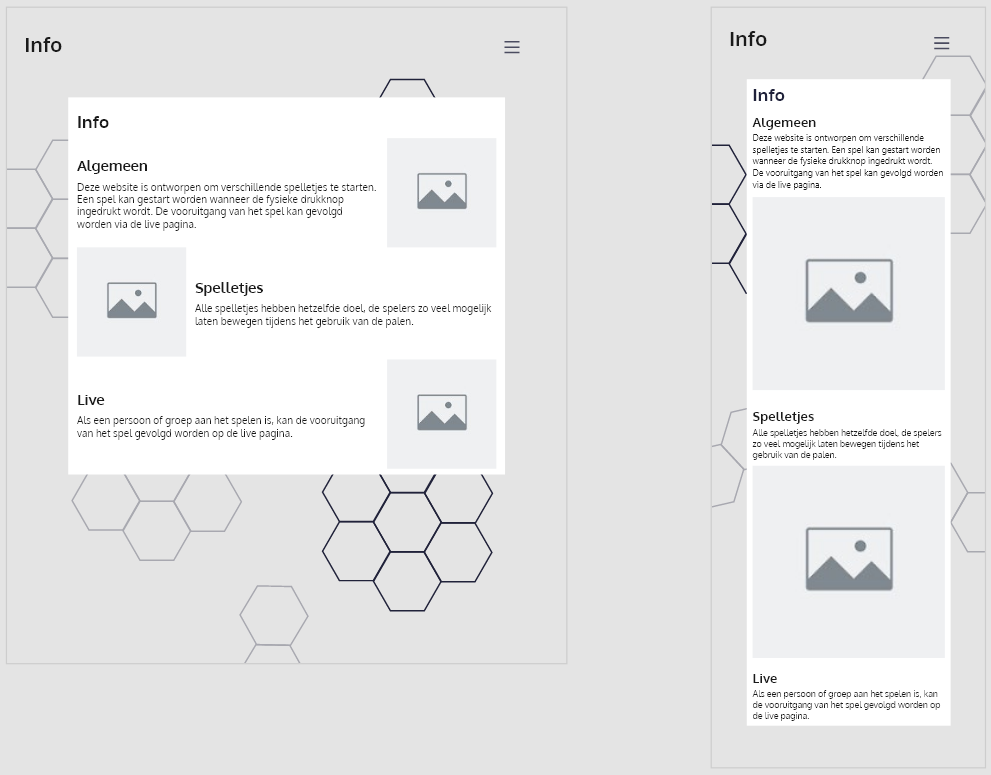 Info
Info
Algemeen
Deze website is ontworpen om verschillende spelletjes te starten.
Een spel kan gestart worden wanneer de fysieke drukknop
ingedrukt wordt. De vooruitgang van het spel kan gevolgd
worden via de live pagina.
Spelletjes
Alle spelletjes hebben hetzelfde doel, de spelers zo veel mogelijk
laten bewegen tijdens het gebruik van de palen.
Live
Als een persoon of groep aan het spelen is, kan de vooruitgang
van het spel gevolgd worden op de live pagina.
Info
Info
Algemeen
Deze website is ontworpen om verschillende
spelletjes te starten. Een spel kan gestart worden
wanneer de fysieke drukknop ingedrukt wordt.
De vooruitgang van het spel kan gevolgd worden
via de live pagina.
Spelletjes
Alle spelletjes hebben hetzelfde doel, de spelers
zo veel mogelijk laten bewegen tijdens het
gebruik van de palen.
Live
Als een persoon of groep aan het spelen is, kan
de vooruitgang van het spel gevolgd worden op
de live pagina.